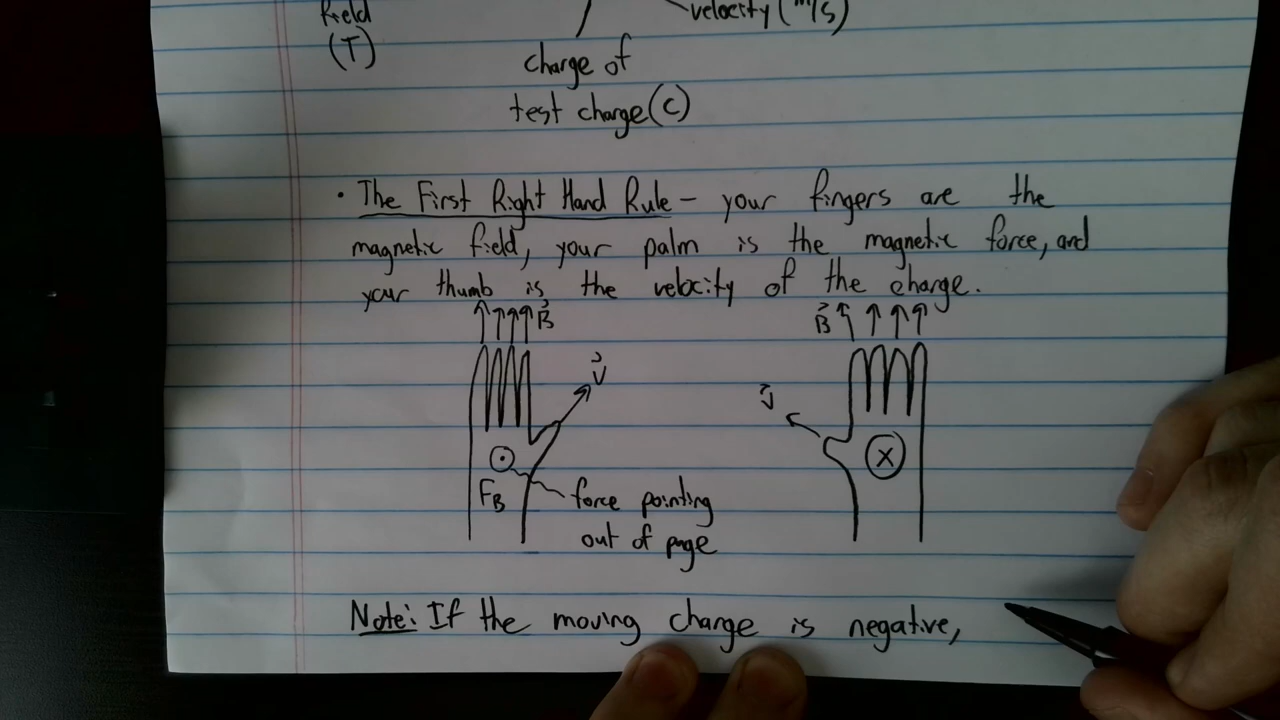 field
velocity (m/s)
(T)
charge of
test charge (C)
• The First Right Hand Rule - your fingers are the
magnetic field, your palm is the magnetic force, and
your thumb is the velocity of the charge.
B
B
v
v
X
FB
force pointing
out of page
Note: If the moving charge is negative,